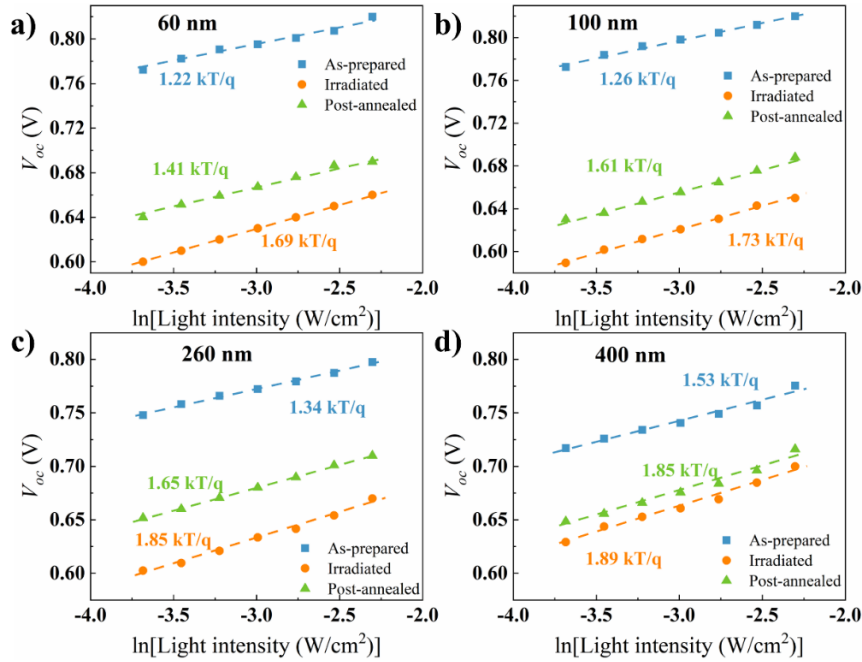 a)
60 nm
0.80
0.76
0.72
0.68
0.64
0.60
Voc (V)
As-prepared
Irradiated
Post-annealed
1.22 kT/q
1.41 kT/q
1.69 kT/q
-4.0
-3.5
-3.0
-2.5
-2.0
ln[Light intensity (W/cm²)]
b)
100 nm
0.80
0.76
0.72
0.68
0.64
0.60
Voc (V)
As-prepared
Irradiated
Post-annealed
1.26 kT/q
1.61 kT/q
1.73 kT/q
-4.0
-3.5
-3.0
-2.5
-2.0
ln[Light intensity (W/cm²)]
c)
260 nm
0.80
0.75
0.70
0.65
0.60
Voc (V)
1.34 kT/q
1.65 kT/q
1.85 kT/q
As-prepared
Irradiated
Post-annealed
-4.0
-3.5
-3.0
-2.5
-2.0
ln[Light intensity (W/cm²)]
d)
400 nm
0.80
0.75
0.70
0.65
0.60
Voc (V)
1.53 kT/q
1.85 kT/q
1.89 kT/q
As-prepared
Irradiated
Post-annealed
-4.0
-3.5
-3.0
-2.5
-2.0
ln[Light intensity (W/cm²)]